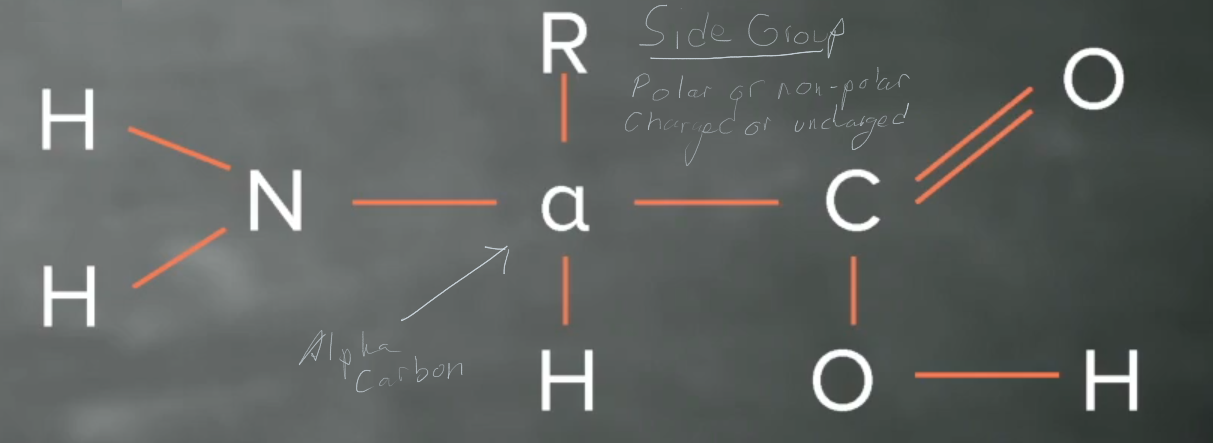 R
Side Group
Polar or non-polar
Charged or uncharged
O
H
N
α
C
H
Alpha
Carbon
H
O
H